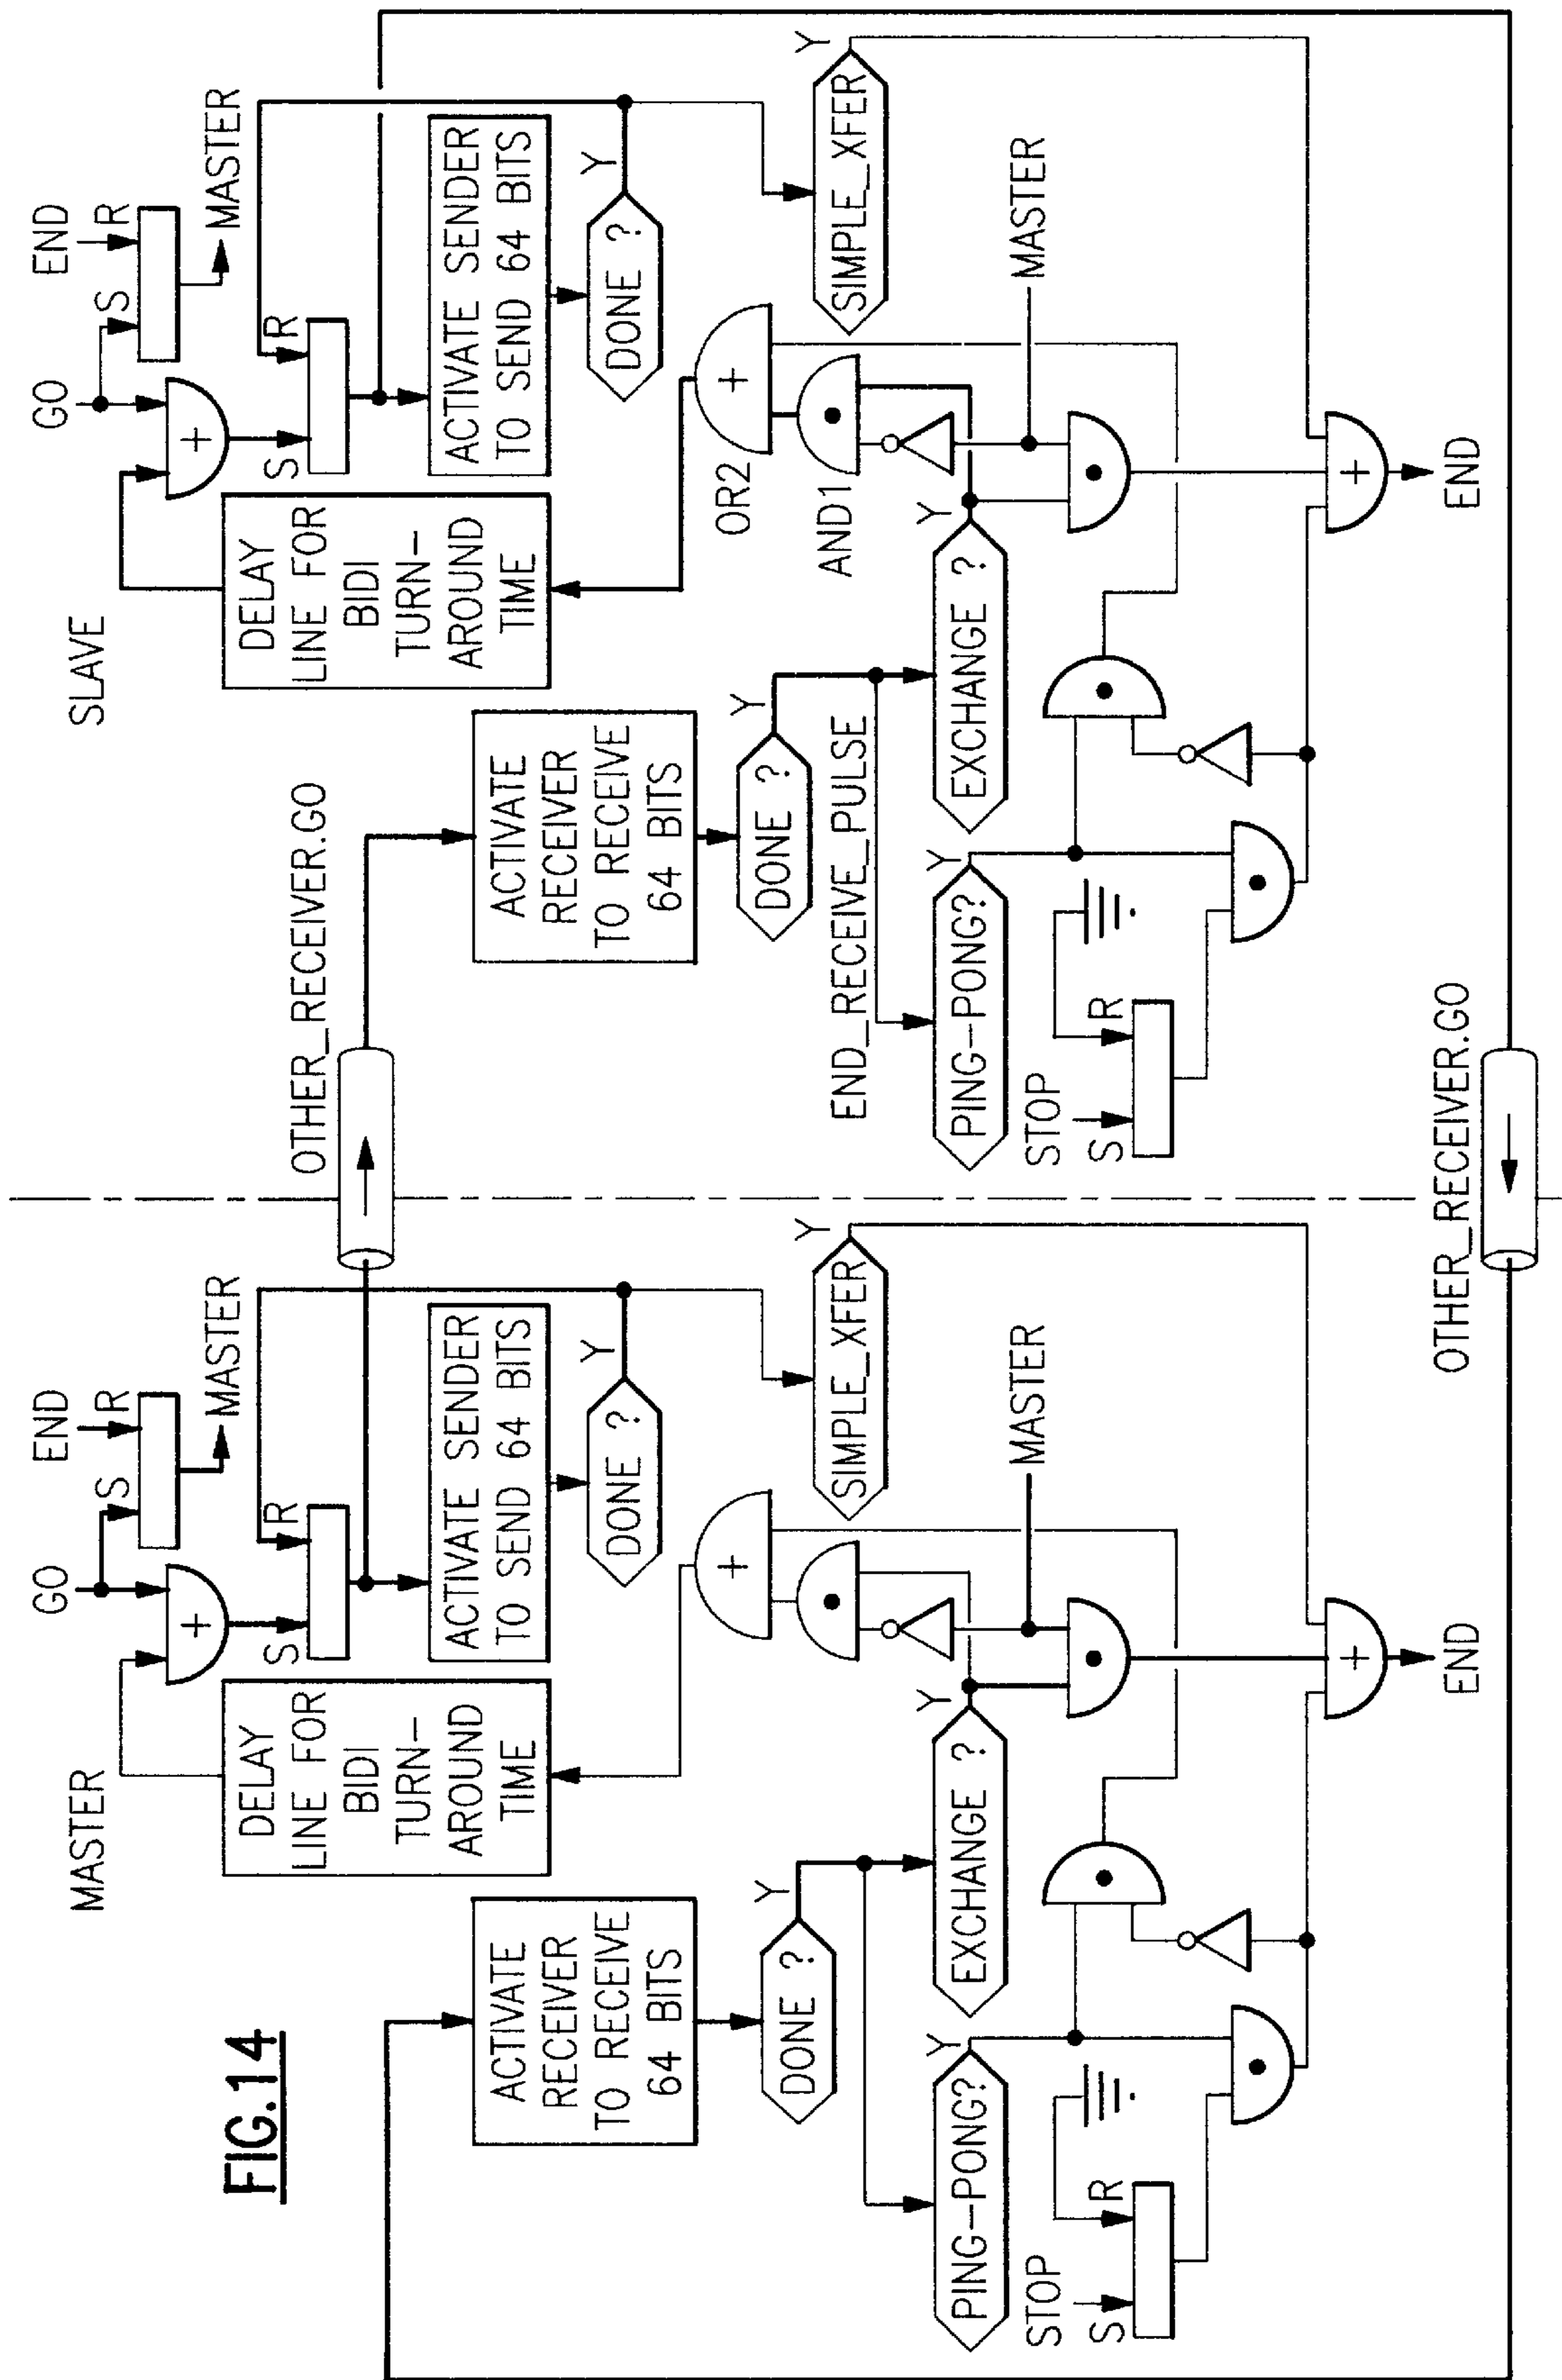 FIG.14
MASTER
GO
END
S
R
MASTER
+
DELAY
LINE FOR
BIDI
TURN-
AROUND
TIME
S
R
ACTIVATE SENDER
TO SEND 64 BITS
DONE ?
Y
ACTIVATE
RECEIVER
TO RECEIVE
64 BITS
DONE ?
Y
+
SIMPLE_XFER
Y
PING-PONG?
Y
EXCHANGE ?
Y
MASTER
STOP
S
R
+
END
OTHER_RECEIVER.GO
SLAVE
GO
END
S
R
MASTER
+
DELAY
LINE FOR
BIDI
TURN-
AROUND
TIME
S
R
ACTIVATE SENDER
TO SEND 64 BITS
DONE ?
Y
ACTIVATE
RECEIVER
TO RECEIVE
64 BITS
DONE ?
Y
OR2
+
AND1
SIMPLE_XFER
Y
END_RECEIVE_PULSE
PING-PONG?
Y
EXCHANGE ?
Y
MASTER
STOP
S
R
+
END
OTHER_RECEIVER.GO